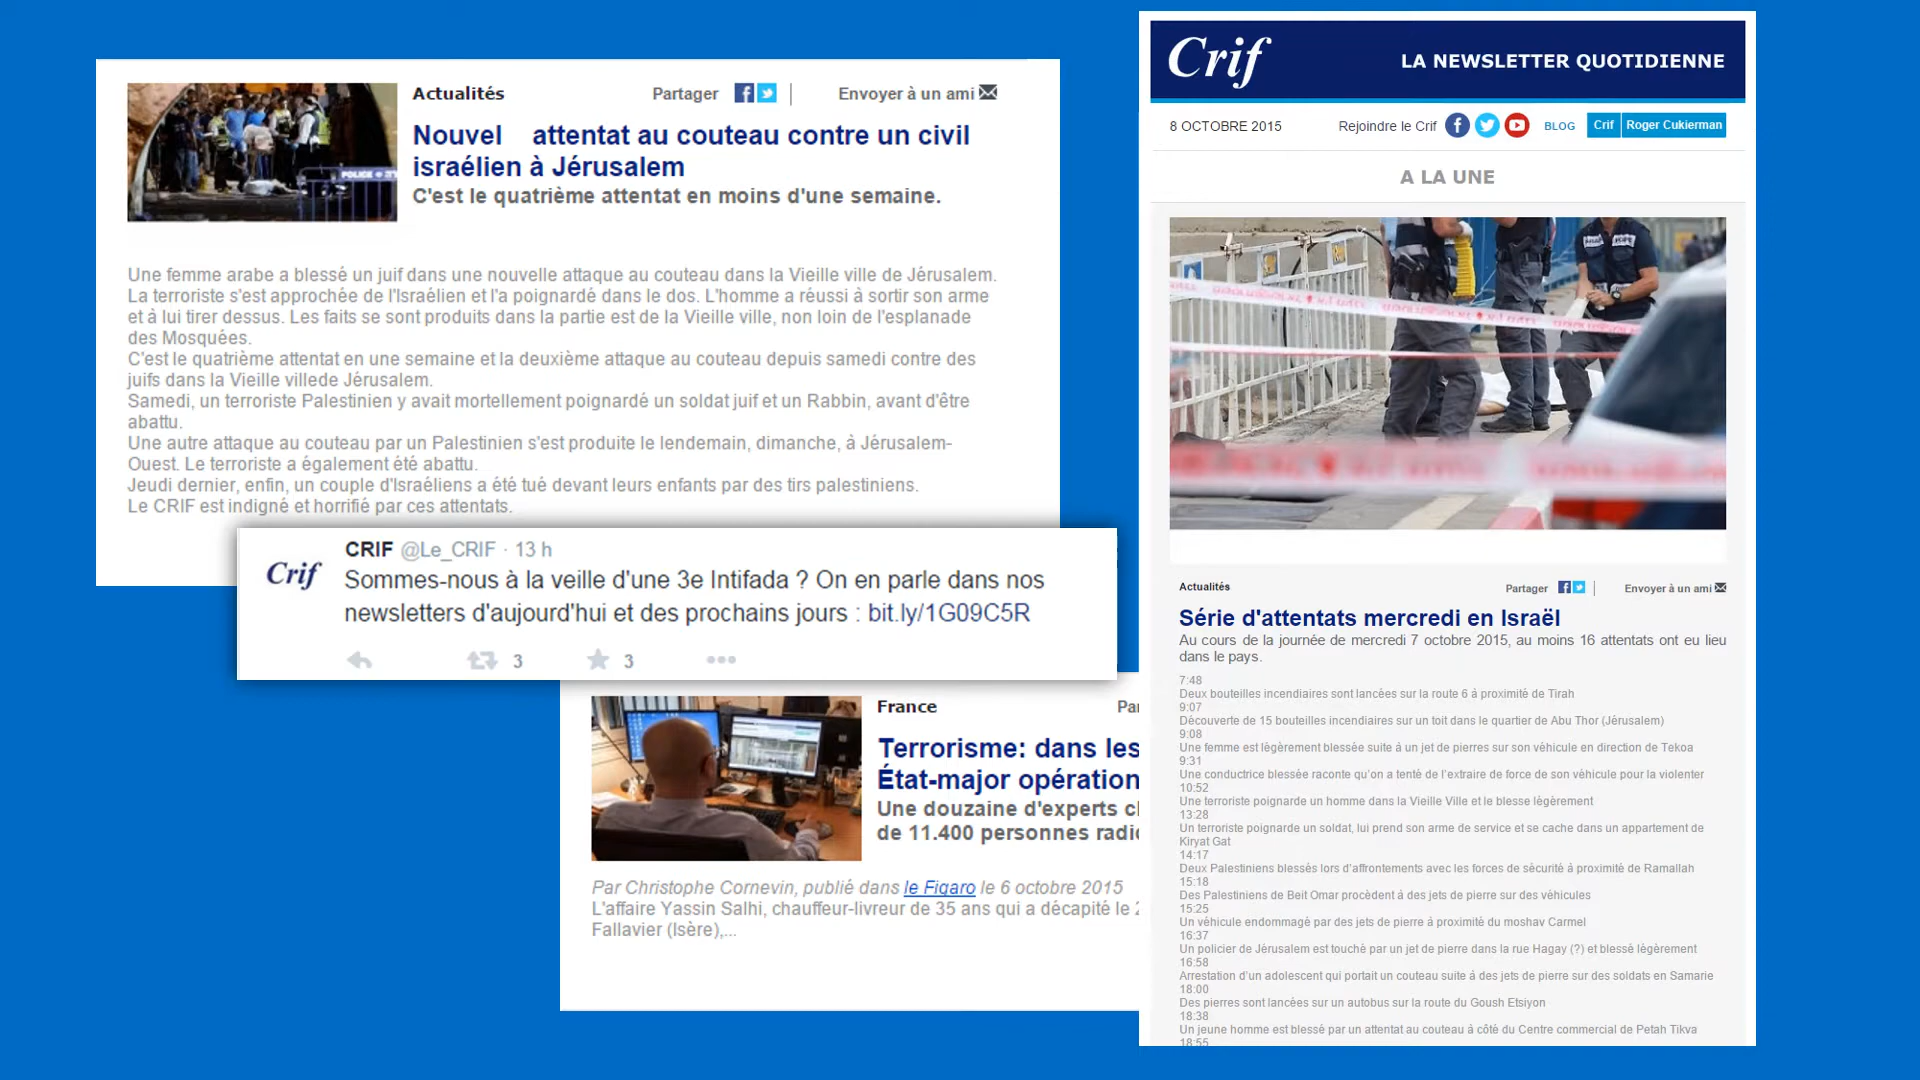 Actualités
Partager
Envoyer à un ami
Nouvel attentat au couteau contre un civil
israélien à Jérusalem
C'est le quatrième attentat en moins d'une semaine.
POLICE
Une femme arabe a blessé un juif dans une nouvelle attaque au couteau dans la Vieille ville de Jérusalem.
La terroriste s'est approchée de l'Israélien et l'a poignardé dans le dos. L'homme a réussi à sortir son arme
et à lui tirer dessus. Les faits se sont produits dans la partie est de la Vieille ville, non loin de l'esplanade
des Mosquées.
C'est le quatrième attentat en une semaine et la deuxième attaque au couteau depuis samedi contre des
juifs dans la Vieille villede Jérusalem.
Samedi, un terroriste Palestinien y avait mortellement poignardé un soldat juif et un Rabbin, avant d'être
abattu.
Une autre attaque au couteau par un Palestinien s'est produite le lendemain, dimanche, à Jérusalem-
Ouest. Le terroriste a également été abattu.
Jeudi dernier, enfin, un couple d'Israéliens a été tué devant leurs enfants par des tirs palestiniens.
Le CRIF est indigné et horrifié par ces attentats.
Crif
CRIF @Le_CRIF · 13 h
Sommes-nous à la veille d'une 3e Intifada ? On en parle dans nos
newsletters d'aujourd'hui et des prochains jours : bit.ly/1G09C5R
3 3
France
Par
Terrorisme: dans les
État-major opération
Une douzaine d'experts cl
de 11.400 personnes radic
Par Christophe Cornevin, publié dans le Figaro le 6 octobre 2015
L'affaire Yassin Salhi, chauffeur-livreur de 35 ans qui a décapité le 2
Fallavier (Isère),...
Crif
LA NEWSLETTER QUOTIDIENNE
8 OCTOBRE 2015
Rejoindre le Crif
BLOG
Crif
Roger Cukierman
A LA UNE
Actualités
Partager
Envoyer à un ami
Série d'attentats mercredi en Israël
Au cours de la journée de mercredi 7 octobre 2015, au moins 16 attentats ont eu lieu
dans le pays.
7:48
Deux bouteilles incendiaires sont lancées sur la route 6 à proximité de Tirah
9:07
Découverte de 15 bouteilles incendiaires sur un toit dans le quartier de Abu Thor (Jérusalem)
9:08
Une femme est légèrement blessée suite à un jet de pierres sur son véhicule en direction de Tekoa
9:31
Une conductrice blessée raconte qu'on a tenté de l'extraire de force de son véhicule pour la violenter
10:52
Une terroriste poignarde un homme dans la Vieille Ville et le blesse légèrement
13:28
Un terroriste poignarde un soldat, lui prend son arme de service et se cache dans un appartement de
Kiryat Gat
14:17
Deux Palestiniens blessés lors d'affrontements avec les forces de sécurité à proximité de Ramallah
15:18
Des Palestiniens de Beit Omar procèdent à des jets de pierre sur des véhicules
15:25
Un véhicule endommagé par des jets de pierre à proximité du moshav Carmel
16:37
Un policier de Jérusalem est touché par un jet de pierre dans la rue Hagay (?) et blessé légèrement
16:58
Arrestation d'un adolescent qui portait un couteau suite à des jets de pierre sur des soldats en Samarie
18:00
Des pierres sont lancées sur un autobus sur la route du Goush Etsiyon
18:38
Un jeune homme est blessé par un attentat au couteau à côté du Centre commercial de Petah Tikva
18:55